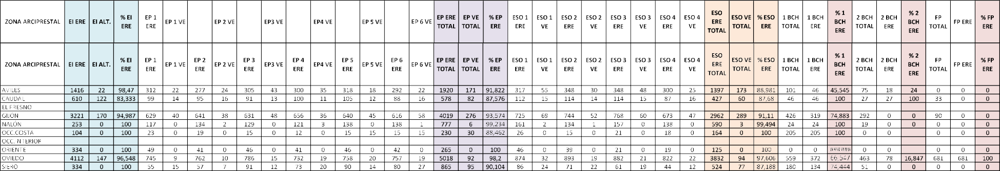 ZONA ARCIPRESTAL EI ERE EI ALT. % EI ERE EP 1 ERE EP 1 VE EP 2 VE EP3 VE EP4 VE EP 5 VE EP 6 VE EP ERE TOTAL EP VE TOTAL % EP ERE ESO 1 ERE ESO 1 VE ESO 2 ERE ESO 2 VE ESO 3 ERE ESO 3 VE ESO 4 ERE ESO 4 VE ESO ERE TOTAL ESO VE TOTAL % ESO ERE 1 BCH TOTAL 1 BCH ERE % 1 BCH ERE 2 BCH TOTAL 2 BCH ERE % 2 BCH ERE FP TOTAL FP ERE % FP ERE
ZONA ARCIPRESTAL EI ERE EI ALT. % EI ERE EP 1 ERE EP 1 VE EP 2 ERE EP 2 VE EP 3 ERE EP3 VE EP 4 ERE EP4 VE EP 5 ERE EP 5 VE EP 6 ERE EP 6 VE EP ERE TOTAL EP VE TOTAL % EP ERE ESO 1 ERE ESO 1 VE ESO 2 ERE ESO 2 VE ESO 3 ERE ESO 3 VE ESO 4 ERE ESO 4 VE ESO ERE TOTAL ESO VE TOTAL % ESO ERE 1 BCH TOTAL 1 BCH ERE % 1 BCH ERE 2 BCH TOTAL 2 BCH ERE % 2 BCH ERE FP TOTAL FP ERE % FP ERE
AVILES 1416 22 98,47 312 22 277 24 305 43 300 35 318 18 292 22 1920 171 91,822 317 55 348 30 348 48 300 25 1397 173 88,981 101 46 45,545 75 18 24 0 0 0
CAUDAL 610 122 83,333 99 14 95 16 91 13 100 11 105 12 88 16 578 82 87,576 112 15 114 14 114 15 87 16 427 60 87,68 46 46 100 27 27 100 33 0 0
EL FRESNO
GIJÓN 3221 170 94,987 629 40 641 38 631 48 656 36 640 45 616 58 4019 276 93,574 725 69 744 52 768 60 673 47 2962 289 91,11 426 319 74,883 292 0 0 90 0 0
NALÓN 253 0 100 117 0 134 2 129 0 121 3 138 0 138 1 777 6 99,234 161 2 134 1 157 0 138 0 590 3 99,494 24 24 100 19 0 0 0 0 0
OCC.COSTA 104 0 100 23 0 19 0 15 0 12 0 15 15 15 15 230 30 88,462 26 0 15 0 21 0 18 0 164 0 100 205 205 100 0 0 0 0 0 0
OCC. INTERIOR
ORIENTE 334 0 100 49 0 41 0 46 0 41 0 46 0 42 0 265 0 100 46 0 39 0 21 0 19 0 125 0 100 0 0 ###### 0 0 0 0 0 0
OVIEDO 4112 147 96,548 745 9 762 10 786 15 732 19 758 20 757 19 5018 92 98,2 874 32 893 19 882 21 822 22 3832 94 97,606 559 372 66,547 463 78 16,847 681 681 100
SIERO 334 0 100 55 15 57 7 91 12 73 20 90 14 80 27 865 95 90,104 86 24 71 22 61 19 44 12 524 77 87,188 180 134 74,444 51 0 0 0 0 0